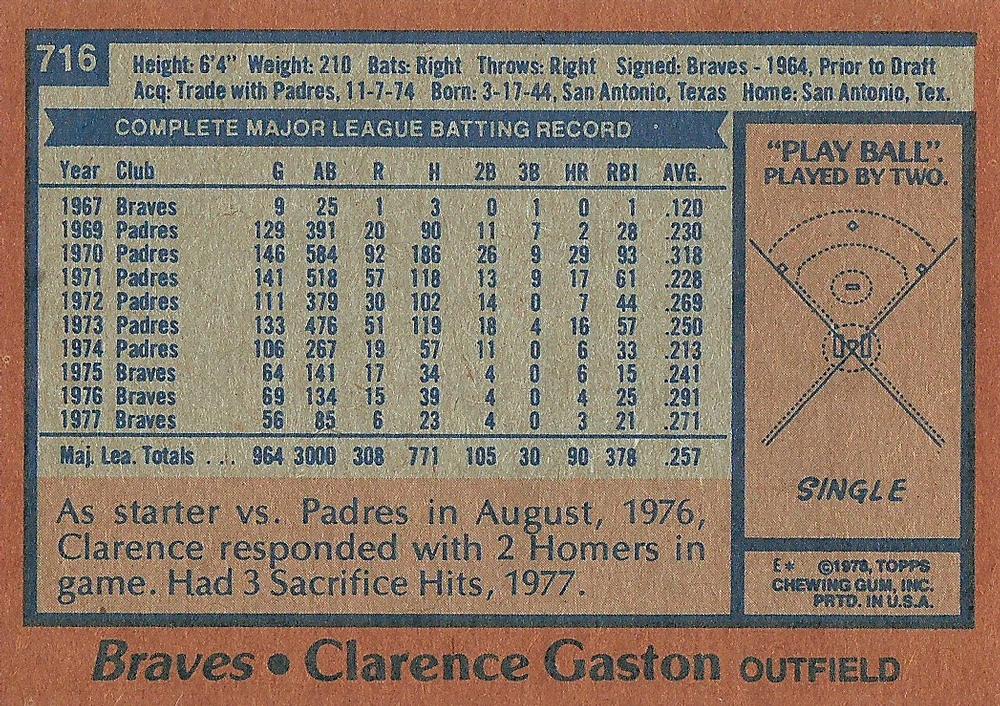 716
Height: 6'4" Weight: 210 Bats: Right Throws: Right Signed: Braves - 1964, Prior to Draft
Acq: Trade with Padres, 11-7-74 Born: 3-17-44, San Antonio, Texas Home: San Antonio, Tex.
COMPLETE MAJOR LEAGUE BATTING RECORD
Year Club G AB R H 2B 3B HR RBI AVG.
1967 Braves 9 25 1 3 0 1 0 1 .120
1969 Padres 129 391 20 90 11 7 2 28 .230
1970 Padres 146 584 92 186 26 9 29 93 .318
1971 Padres 141 518 57 118 13 9 17 61 .228
1972 Padres 111 379 30 102 14 0 7 44 .269
1973 Padres 133 476 51 119 18 4 16 57 .250
1974 Padres 106 267 19 57 11 0 6 33 .213
1975 Braves 64 141 17 34 4 0 6 15 .241
1976 Braves 69 134 15 39 4 0 4 25 .291
1977 Braves 56 85 6 23 4 0 3 21 .271
Maj. Lea. Totals . . . 964 3000 308 771 105 30 90 378 .257
As starter vs. Padres in August, 1976,
Clarence responded with 2 Homers in
game. Had 3 Sacrifice Hits, 1977.
"PLAY BALL".
PLAYED BY TWO.
SINGLE
E* ©1978, TOPPS
CHEWING GUM, INC.
PRTD. IN U.S.A.
Braves • Clarence Gaston OUTFIELD